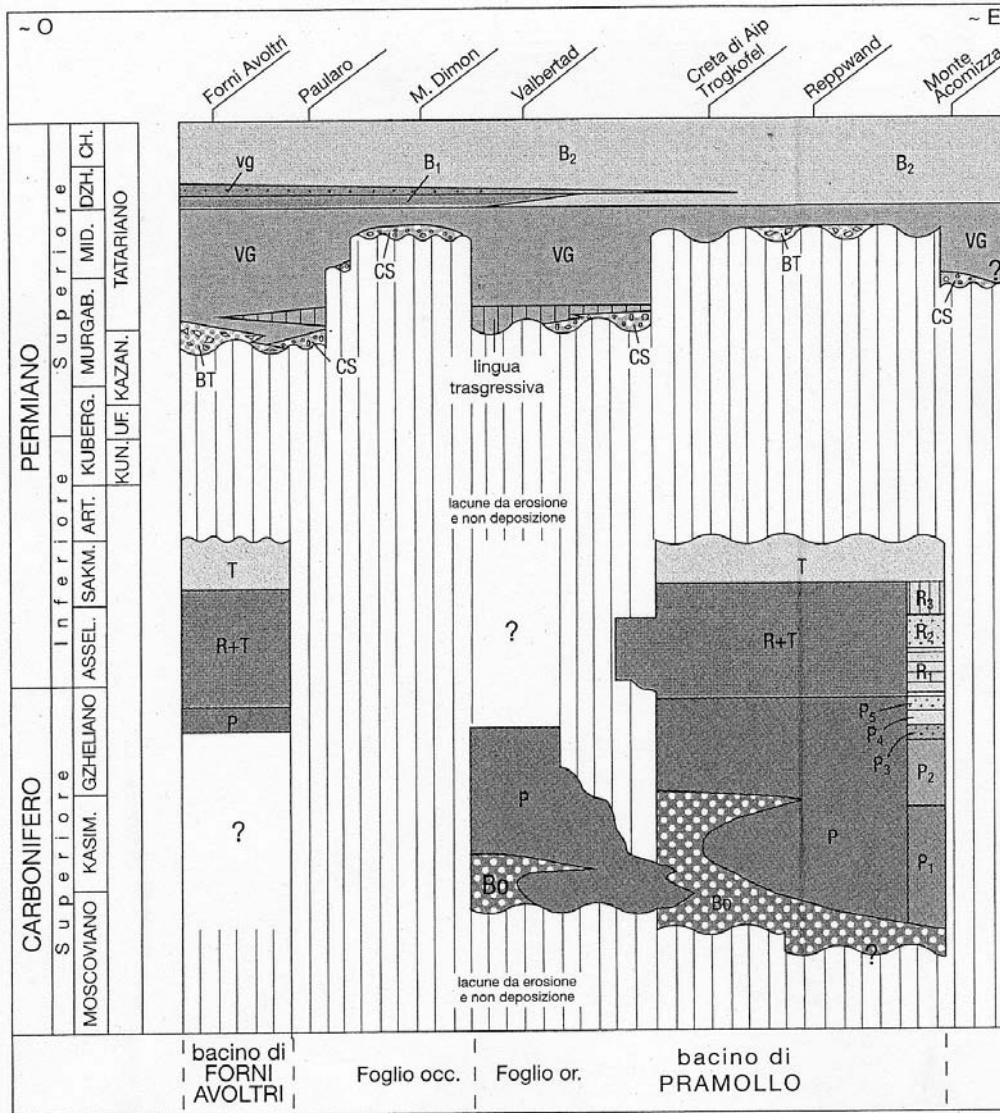 ~ O
~ E
Forni Avoltri
Paularo
M. Dimon
Valbertad
Creta di Aip
Trogkofel
Reppwand
Monte
Acomizza
PERMIANO
Superiore
Inferiore
CH.
DZH.
MID.
MURGAB.
KUBERG.
ART.
SAKM.
ASSEL.
TATARIANO
KAZAN.
UF.
KUN.
CARBONIFERO
Superiore
GZHELIANO
KASIM.
MOSCOVIANO
vg
B₁
B₂
B₂
VG
CS
VG
BT
VG
?
CS
BT
CS
CS
lingua
trasgressiva
lacune da erosione
e non deposizione
T
T
R+T
?
R+T
R₃
R₂
R₁
P
P₅
P₄
P₃
P₂
P₁
?
P
P
Bo
Bo
?
lacune da erosione
e non deposizione
bacino di
FORNI
AVOLTRI
Foglio occ.
Foglio or.
bacino di
PRAMOLLO